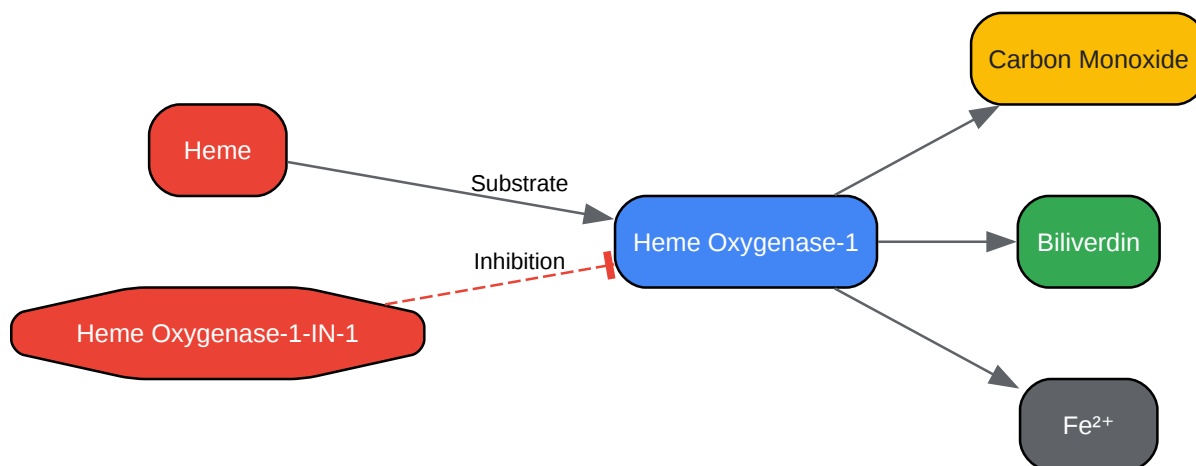 Carbon Monoxide
Heme
Substrate
Heme Oxygenase-1
Biliverdin
Inhibition
Heme Oxygenase-1-IN-1
Fe²⁺